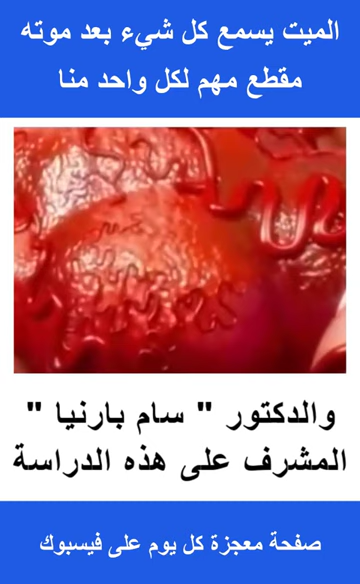 الميت يسمع كل شيء بعد موته
مقطع مهم لكل واحد منا
والدكتور " سام بارنيا "
المشرف على هذه الدراسة
صفحة معجزة كل يوم على فيسبوك